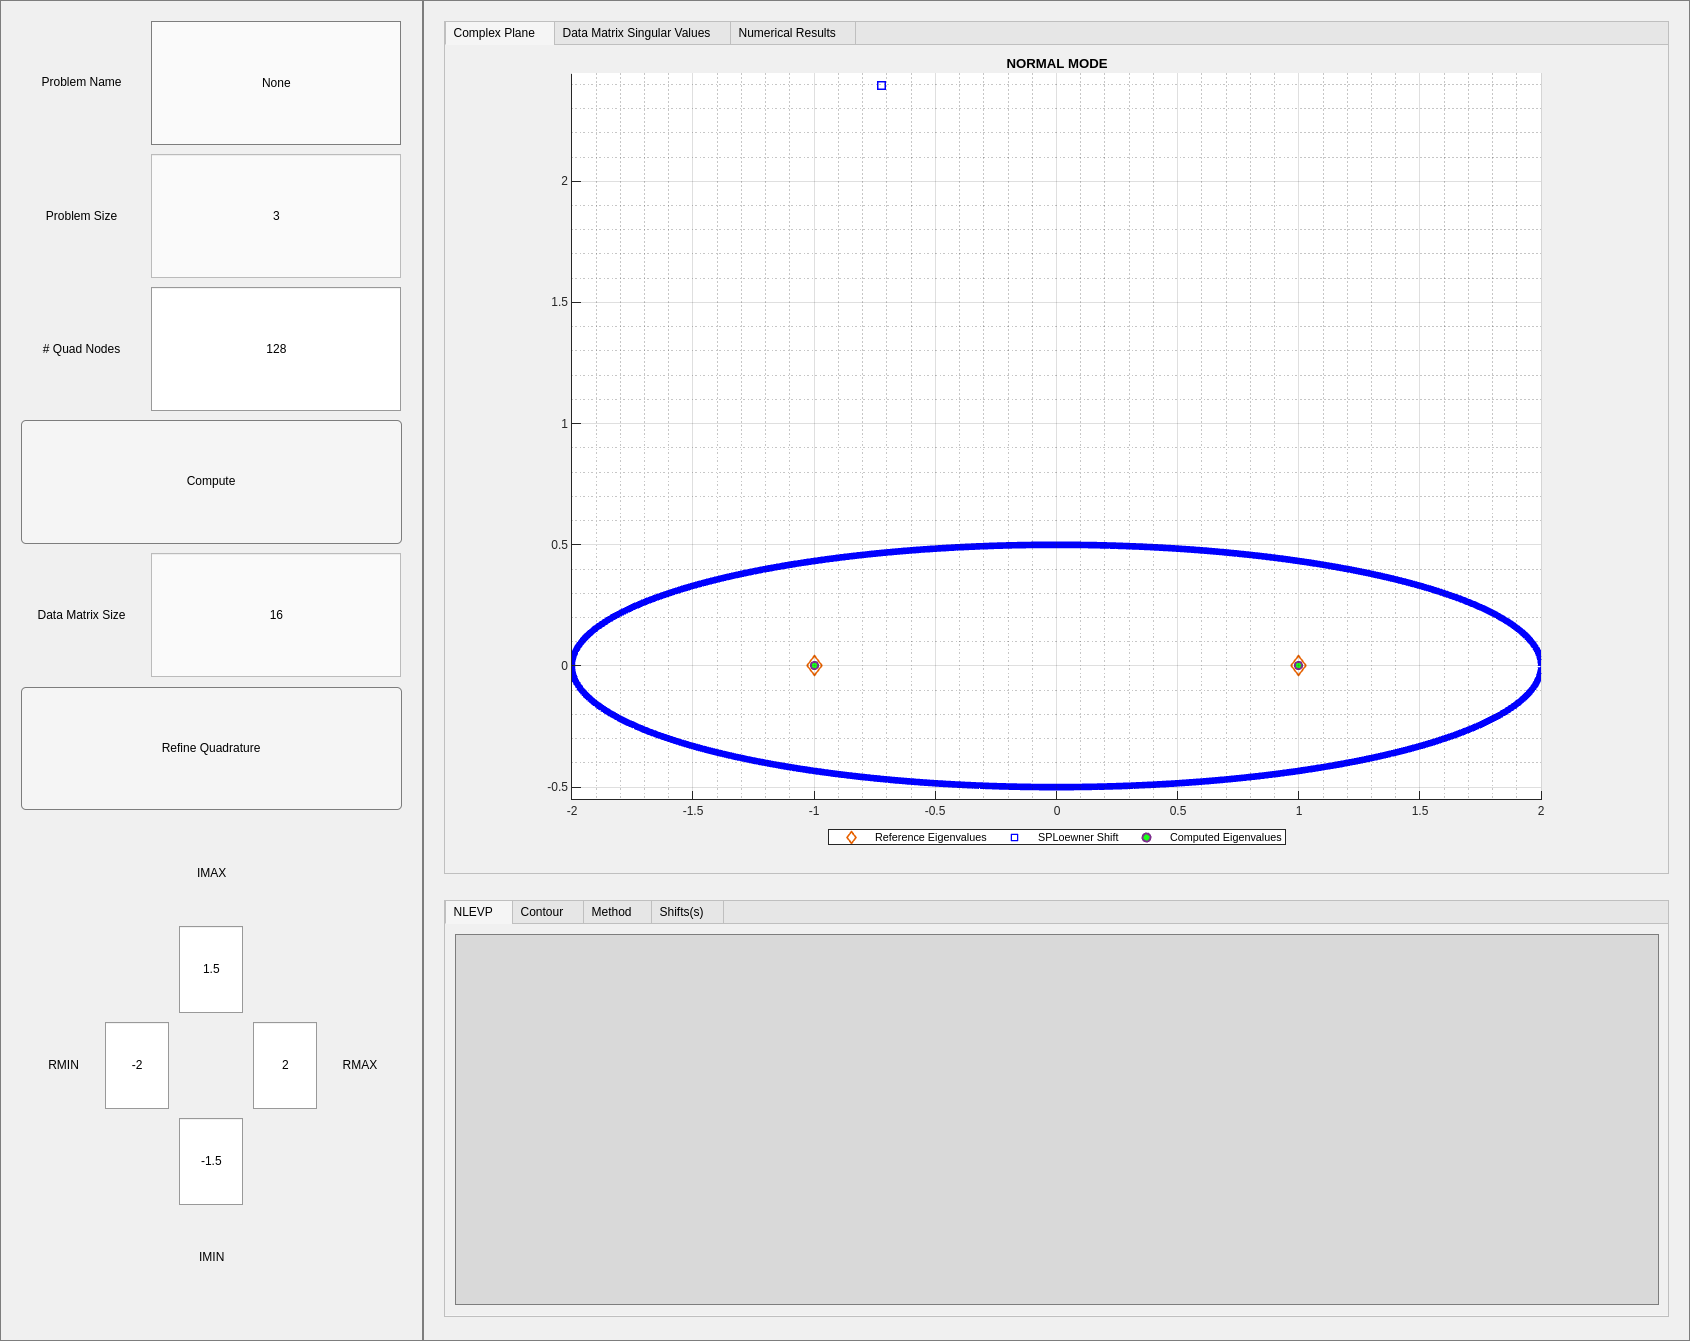 Problem Name
None
Problem Size
3
# Quad Nodes
128
Compute
Data Matrix Size
16
Refine Quadrature
IMAX
1.5
RMIN
-2
2
RMAX
-1.5
IMIN
Complex Plane
Data Matrix Singular Values
Numerical Results
NORMAL MODE
2
1.5
1
0.5
0
-0.5
-2
-1.5
-1
-0.5
0
0.5
1
1.5
2
Reference Eigenvalues
SPLoewner Shift
Computed Eigenvalues
NLEVP
Contour
Method
Shifts(s)